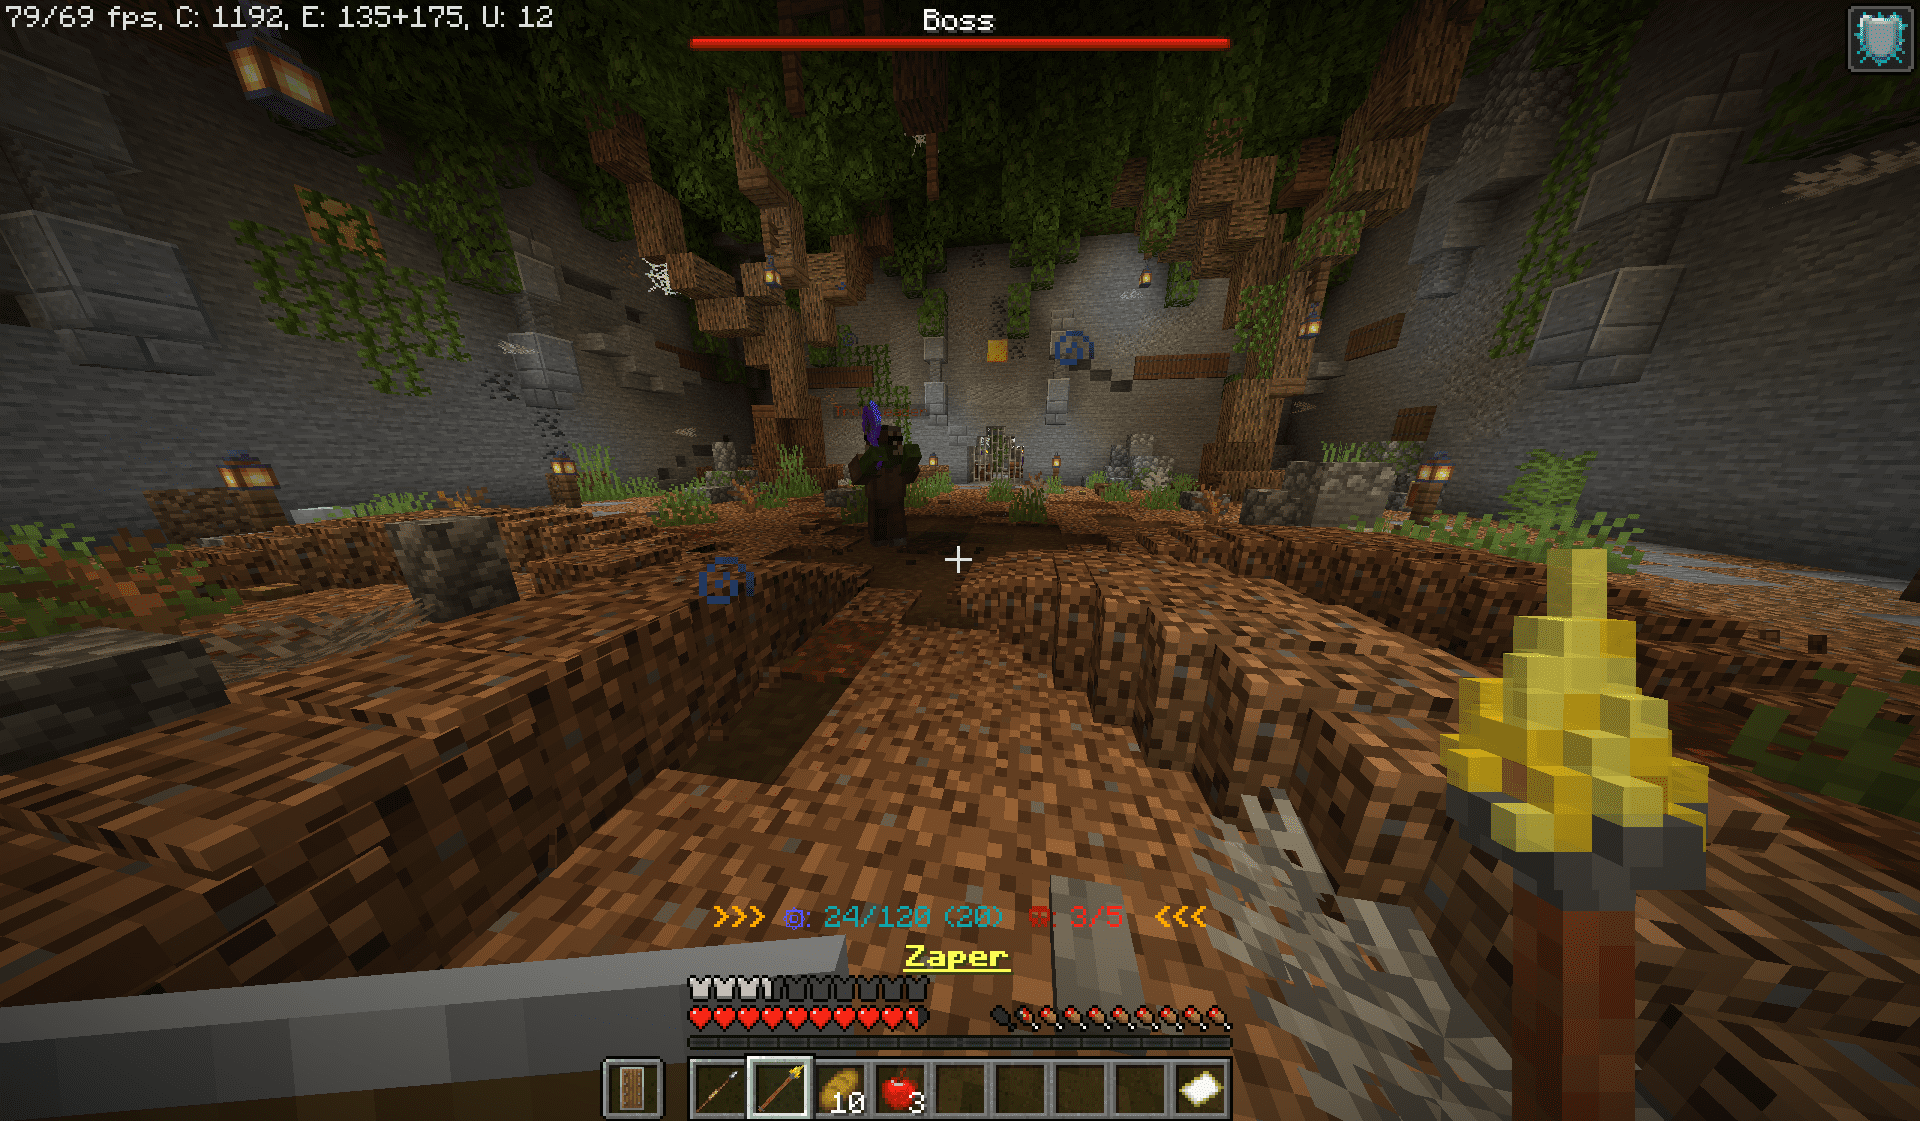 79/69 fps, C: 1192, E: 135+175, U: 12
Boss
>>> : 24/120 (20) : 3/5 <<<
Zaper
10
3